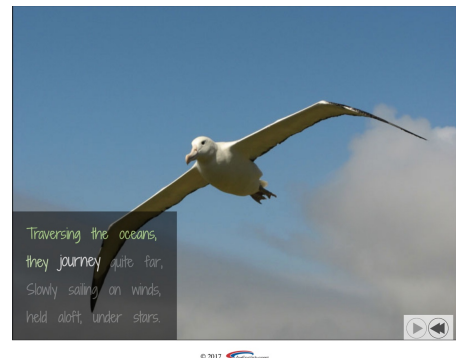 Traversing the oceans,
they journey quite far,
Slowly sailing on winds,
held aloft, under stars.
© 2017